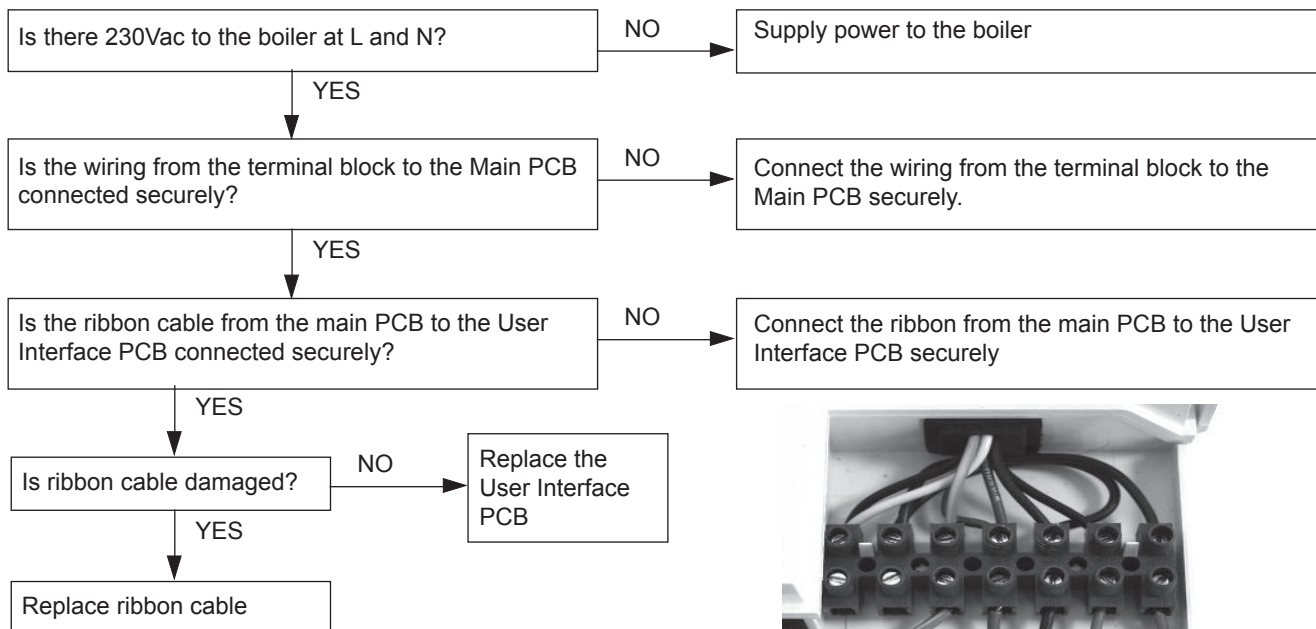 Is there 230Vac to the boiler at L and N?
NO
Supply power to the boiler
YES
Is the wiring from the terminal block to the Main PCB
connected securely?
NO
Connect the wiring from the terminal block to the
Main PCB securely.
YES
Is the ribbon cable from the main PCB to the User
Interface PCB connected securely?
NO
Connect the ribbon from the main PCB to the User
Interface PCB securely
YES
Is ribbon cable damaged?
NO
Replace the
User Interface
PCB
YES
Replace ribbon cable